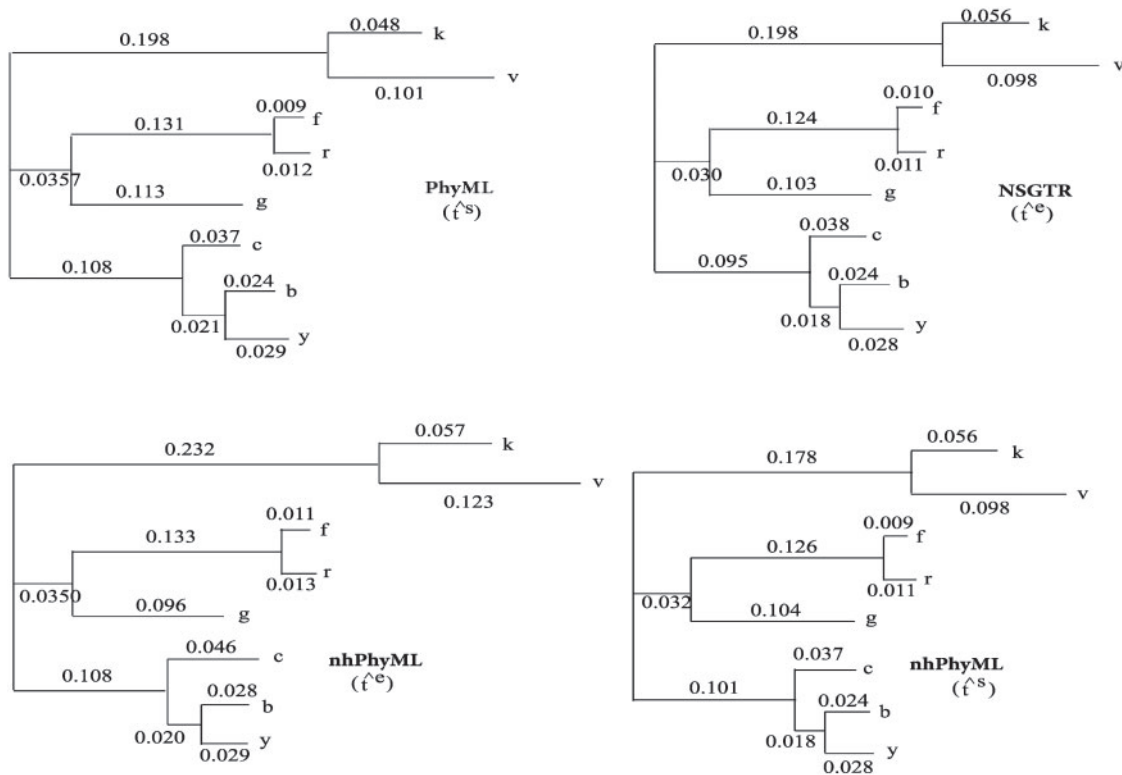 0.048
k
0.198
v
0.101
0.009
f
0.131
r
0.012
0.0357
0.113
g
PhyML
(t̂ˢ)
0.037
c
0.108
0.024
b
0.021
y
0.029
0.056
k
0.198
v
0.098
0.010
f
0.124
r
0.011
0.030
0.103
g
NSGTR
(t̂ᵉ)
0.038
c
0.095
0.024
b
0.018
y
0.028
0.057
k
0.232
v
0.123
0.011
f
0.133
r
0.013
0.0350
0.096
g
0.046
c
nhPhyML
(t̂ᵉ)
0.108
0.028
b
0.020
y
0.029
0.056
k
0.178
v
0.098
0.009
f
0.126
r
0.011
0.032
0.104
g
0.037
c
nhPhyML
(t̂ˢ)
0.101
0.024
b
0.018
y
0.028